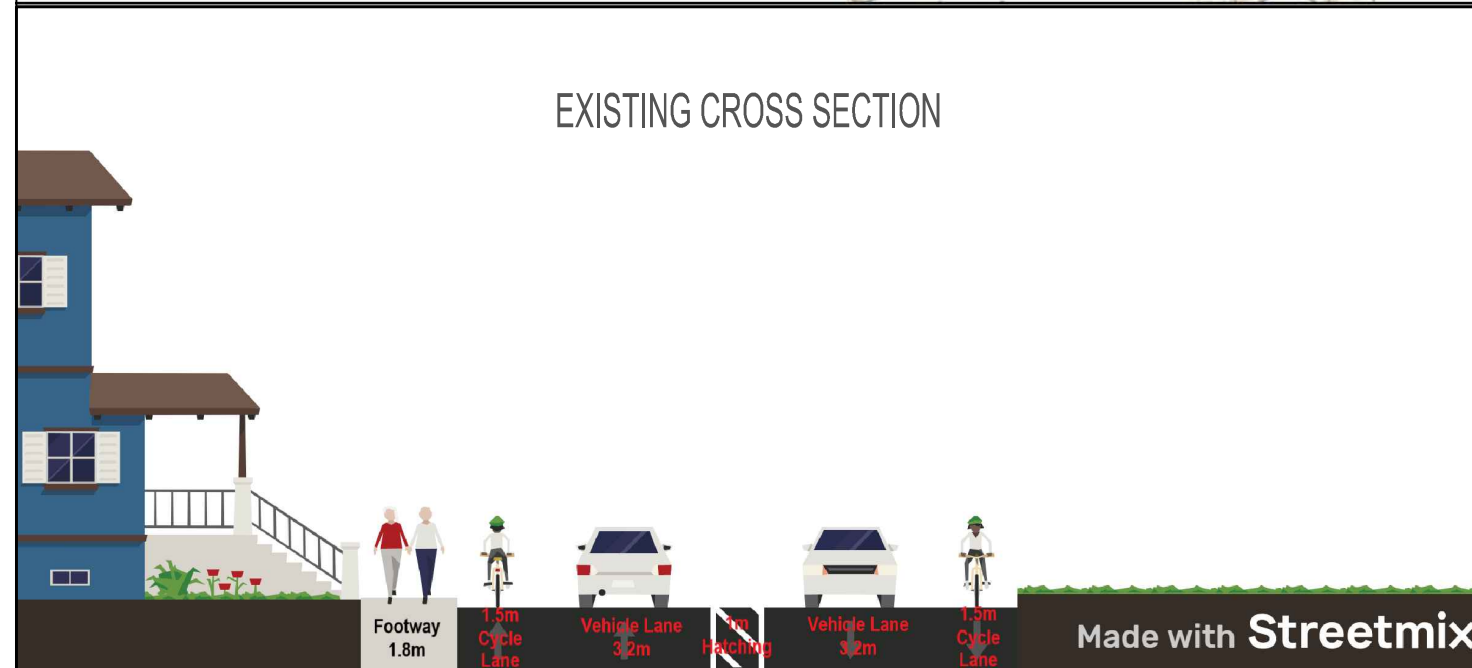 EXISTING CROSS SECTION
Footway
1.8m
1.5m
Cycle
Lane
Vehicle Lane
3.2m
1m
Hatching
Vehicle Lane
3.2m
1.5m
Cycle
Lane
Made with Streetmix